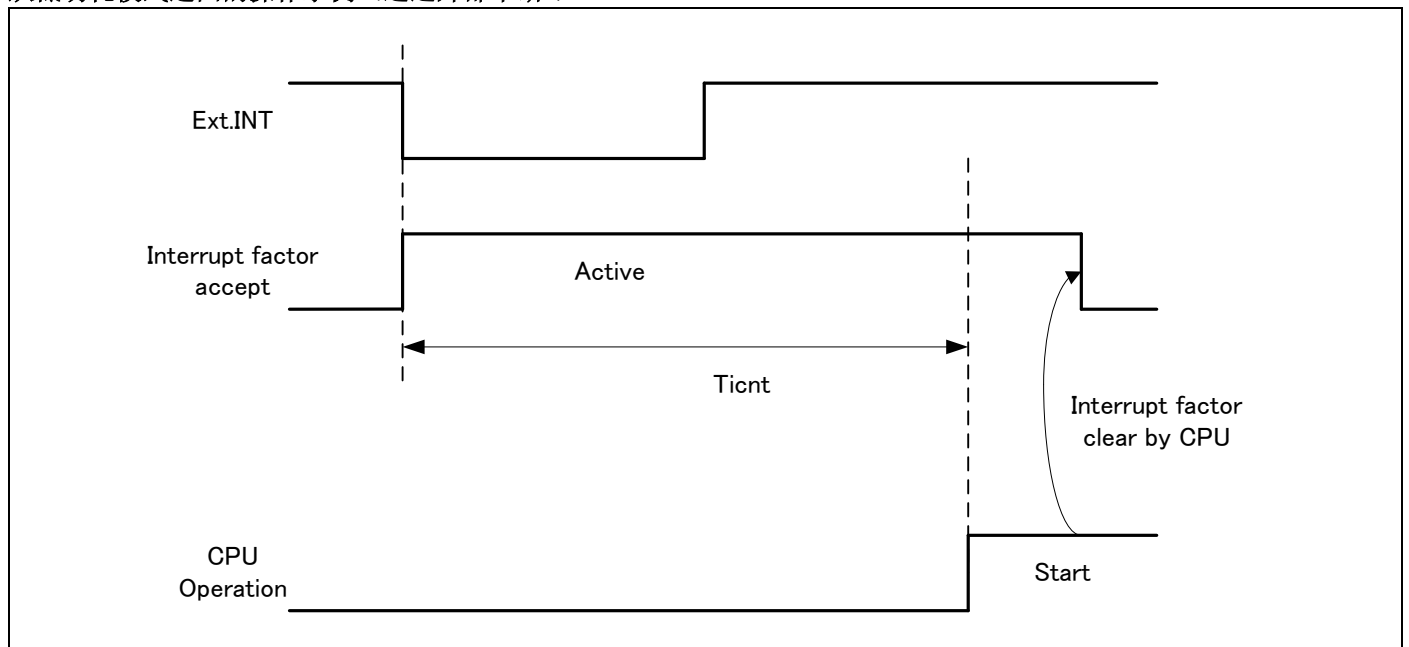 Ext.INT
Interrupt factor
accept
Active
Ticnt
Interrupt factor
clear by CPU
CPU
Operation
Start